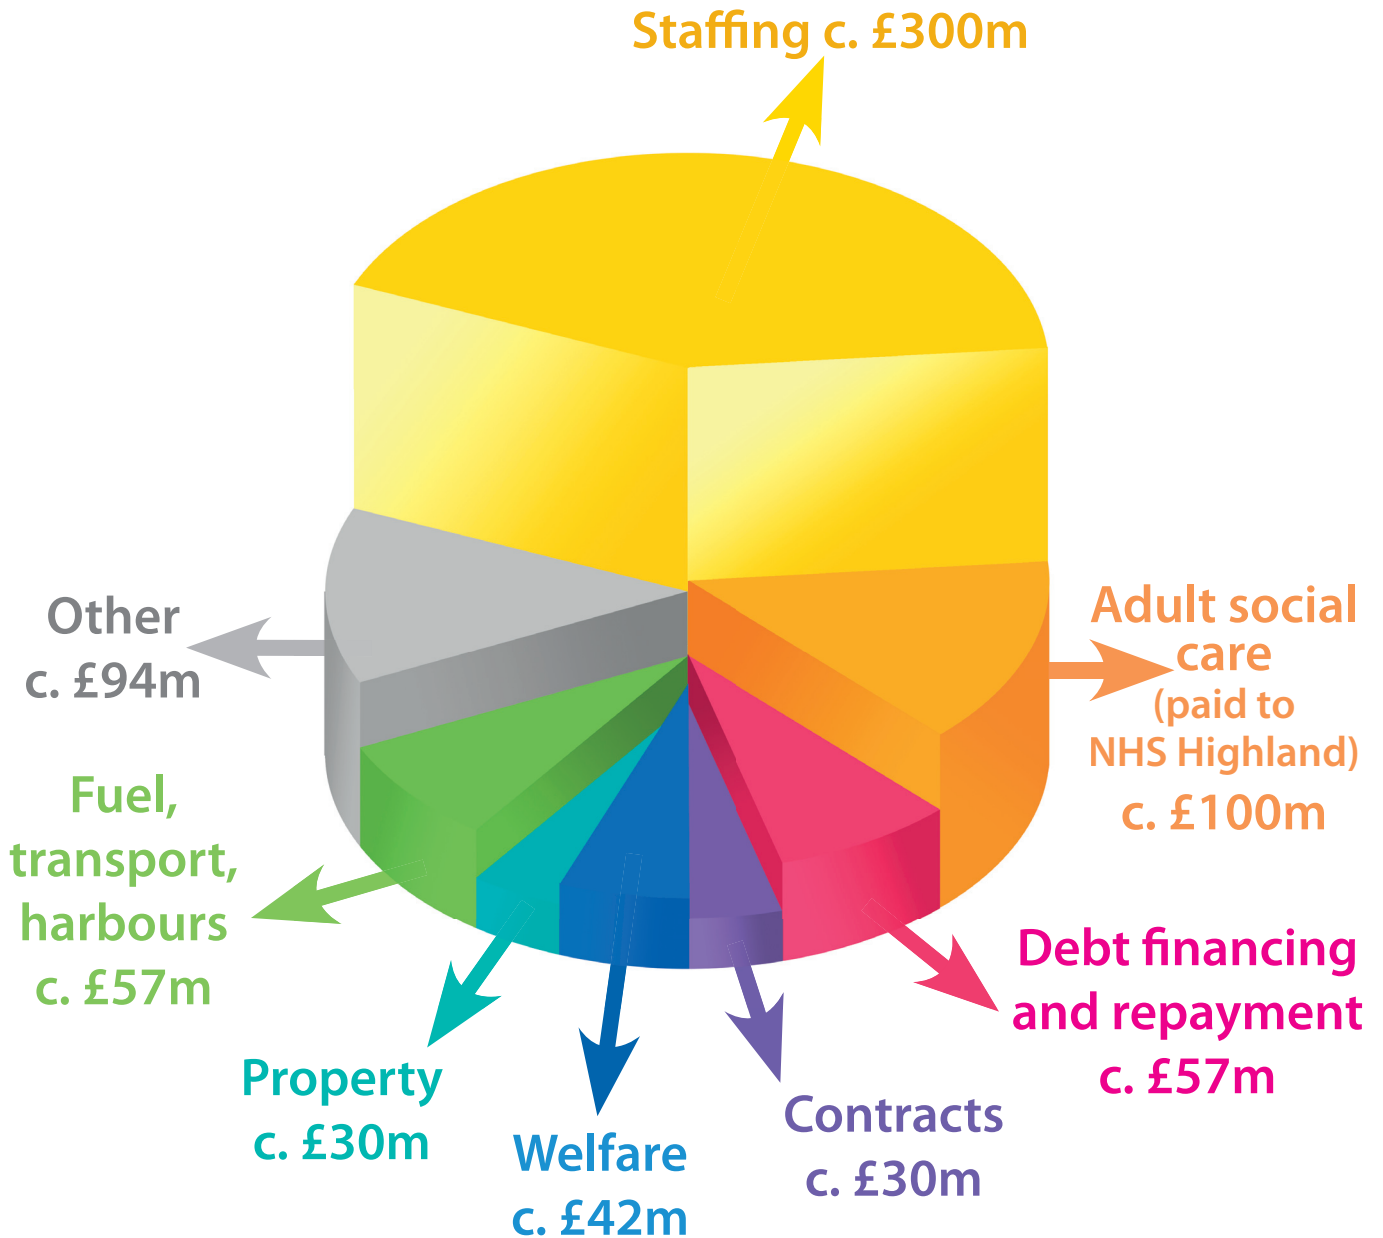 Staffing c. £300m
Adult social
care
(paid to
NHS Highland)
c. £100m
Debt financing
and repayment
c. £57m
Contracts
c. £30m
Welfare
c. £42m
Property
c. £30m
Fuel,
transport,
harbours
c. £57m
Other
c. £94m